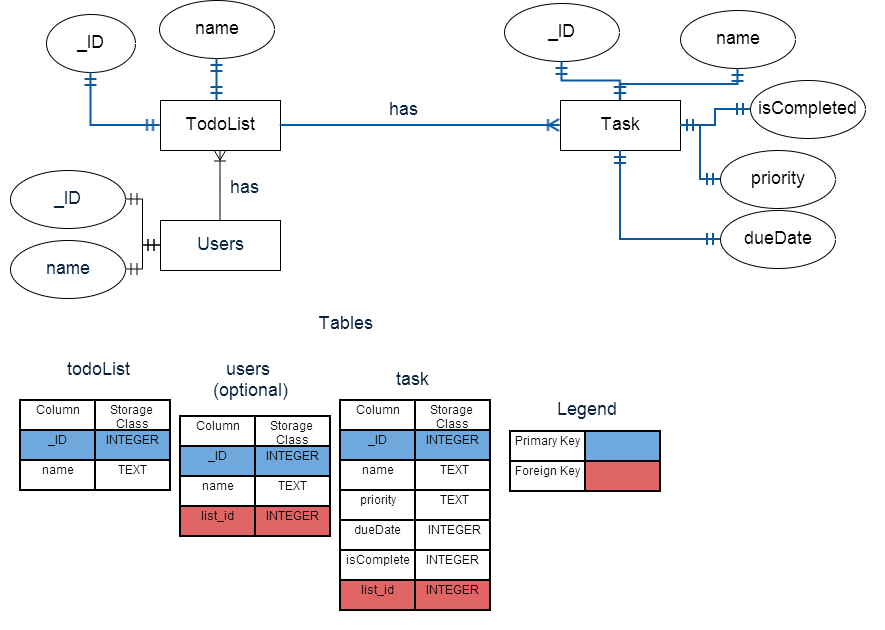 _ID
name
_ID
name
TodoList
has
Task
isCompleted
has
priority
_ID
Users
dueDate
name
Tables
todoList
users
(optional)
task
Legend
Column Storage
Class
_ID INTEGER
name TEXT
Column Storage
Class
_ID INTEGER
name TEXT
list_id INTEGER
Column Storage
Class
_ID INTEGER
name TEXT
priority TEXT
dueDate INTEGER
isComplete INTEGER
list_id INTEGER
Primary Key
Foreign Key